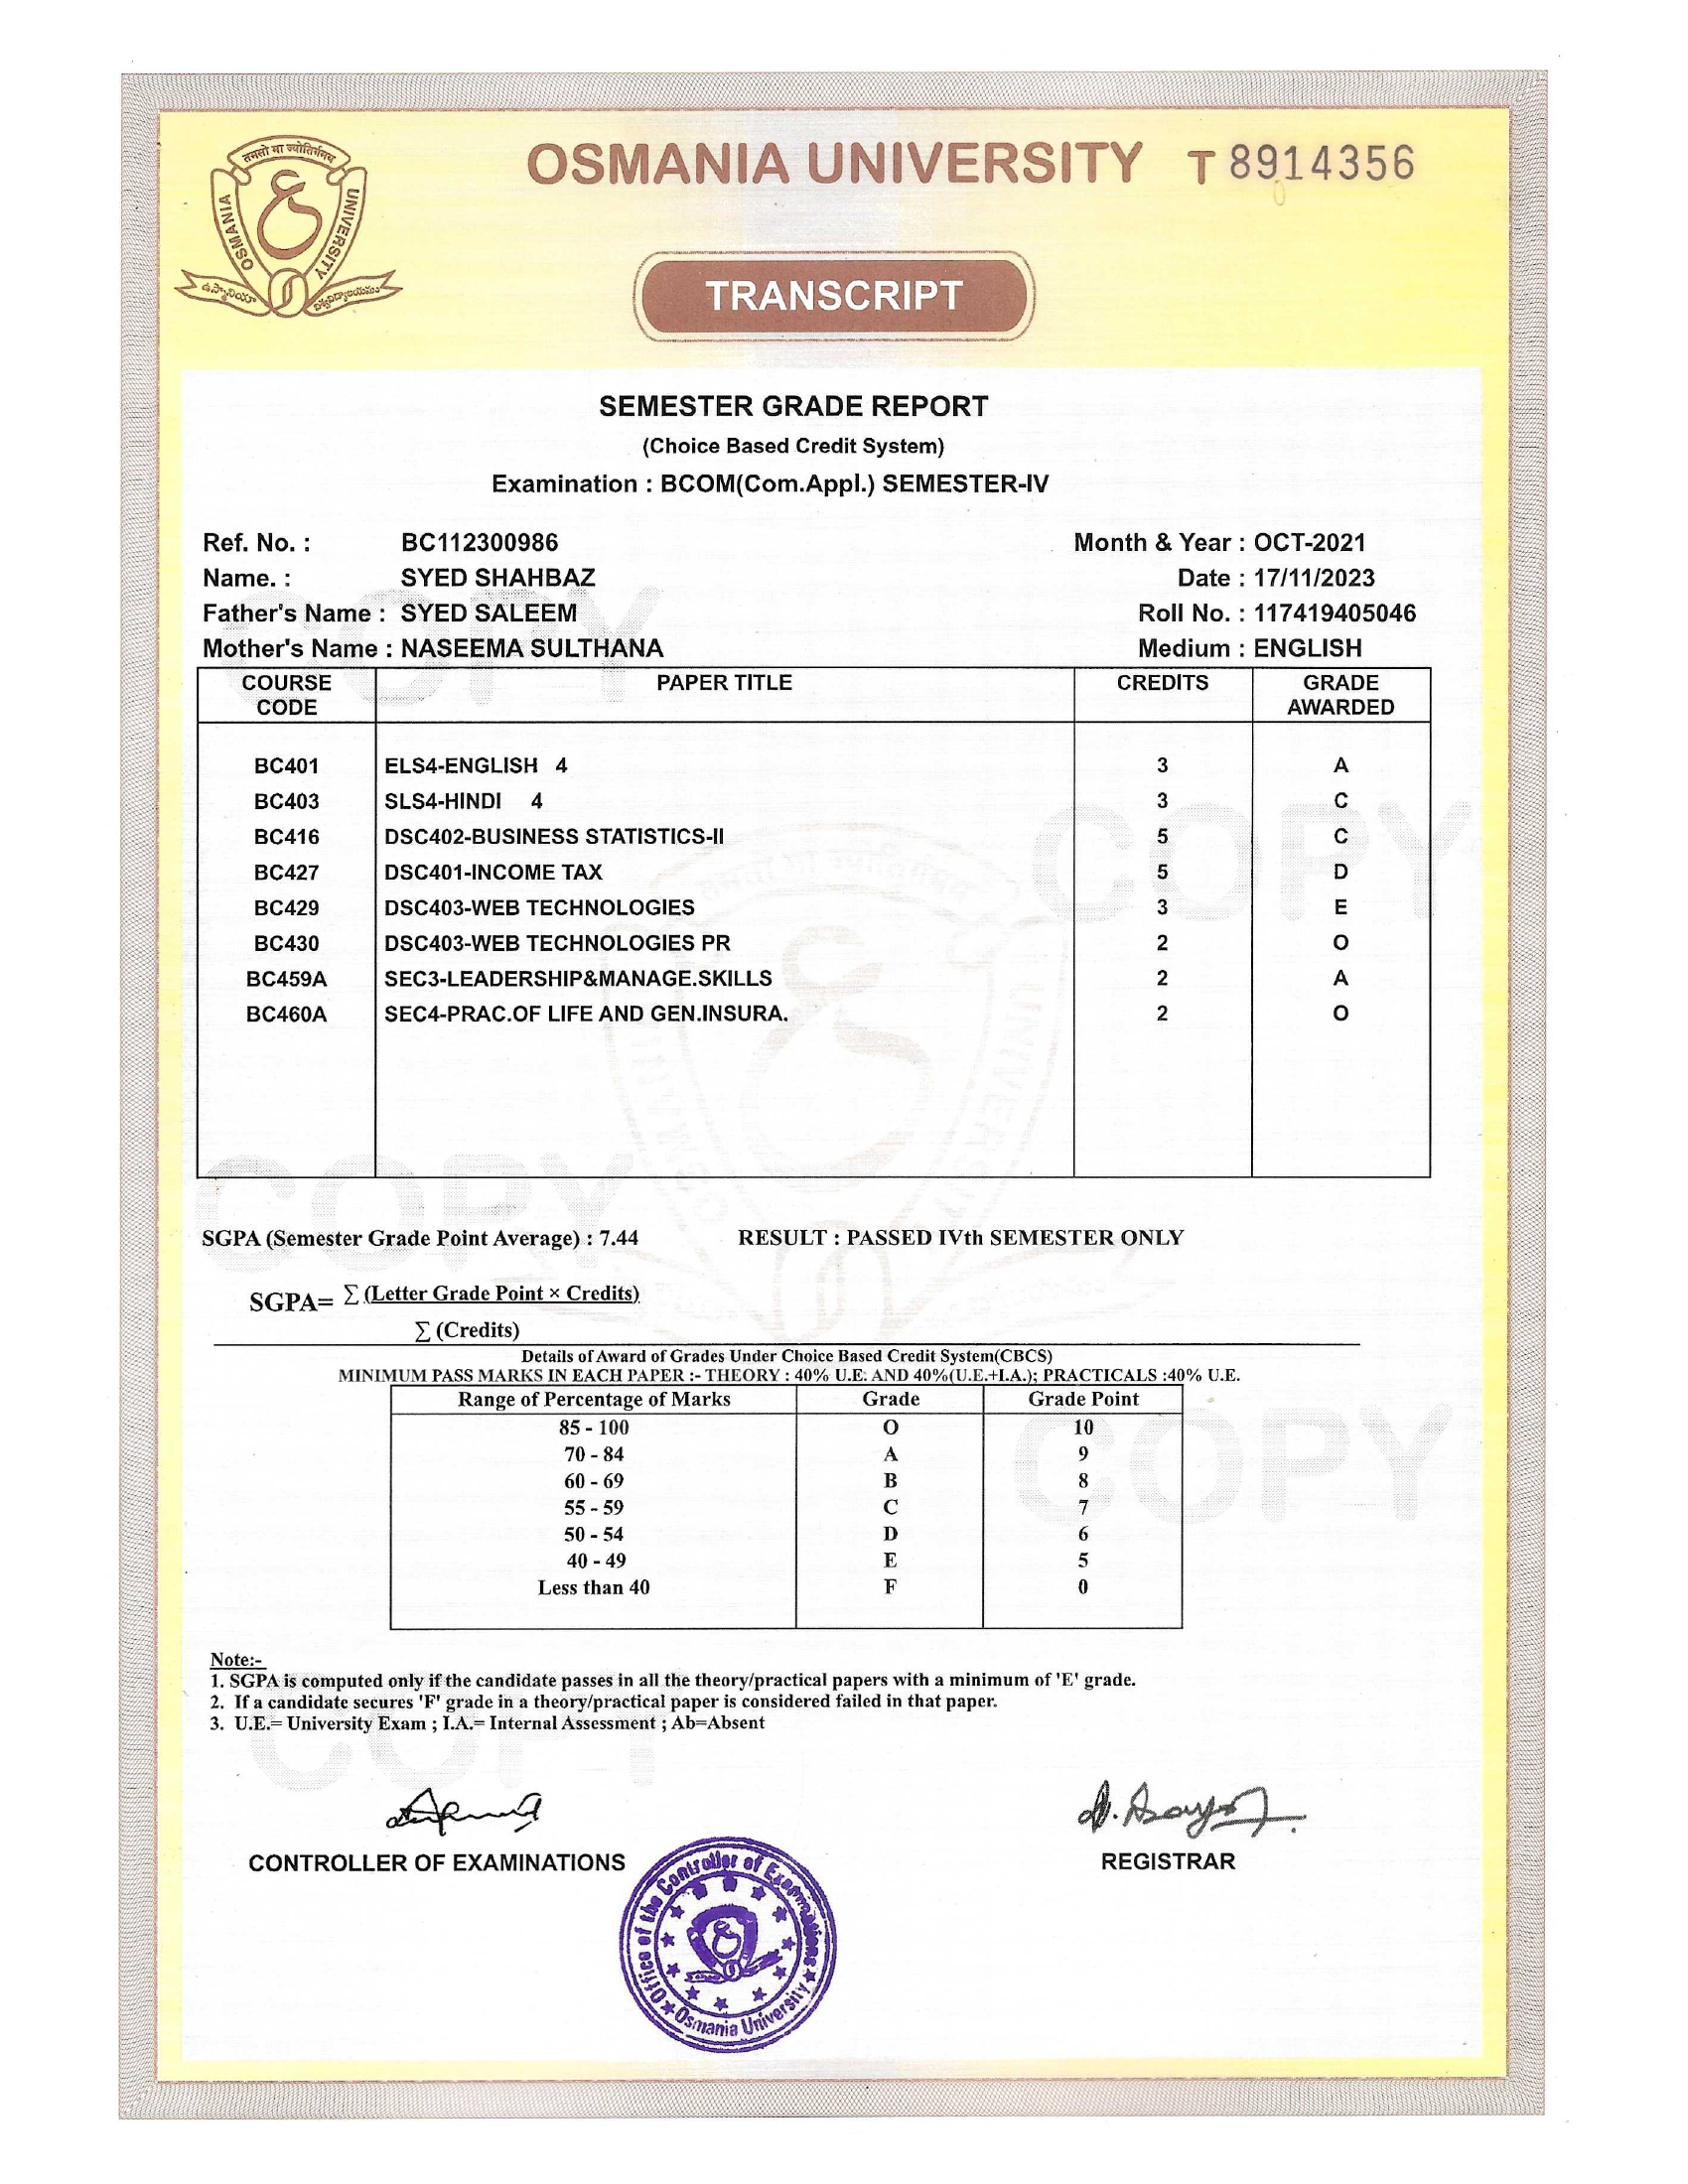 तमसो मा ज्योतिर्गमय
OSMANIA UNIVERSITY
OSMANIA UNIVERSITY T 8914356
TRANSCRIPT
SEMESTER GRADE REPORT
(Choice Based Credit System)
Examination : BCOM(Com.Appl.) SEMESTER-IV
Ref. No. : BC112300986 Month & Year : OCT-2021
Name. : SYED SHAHBAZ Date : 17/11/2023
Father's Name : SYED SALEEM Roll No. : 117419405046
Mother's Name : NASEEMA SULTHANA Medium : ENGLISH
COPY
COURSE CODE PAPER TITLE CREDITS GRADE AWARDED
BC401 ELS4-ENGLISH 4 3 A
BC403 SLS4-HINDI 4 3 C
BC416 DSC402-BUSINESS STATISTICS-II 5 C
BC427 DSC401-INCOME TAX 5 D
BC429 DSC403-WEB TECHNOLOGIES 3 E
BC430 DSC403-WEB TECHNOLOGIES PR 2 O
BC459A SEC3-LEADERSHIP&MANAGE.SKILLS 2 A
BC460A SEC4-PRAC.OF LIFE AND GEN.INSURA. 2 O
COPY
COPY
SGPA (Semester Grade Point Average) : 7.44 RESULT : PASSED IVth SEMESTER ONLY
SGPA= ∑ (Letter Grade Point × Credits)
∑ (Credits)
Details of Award of Grades Under Choice Based Credit System(CBCS)
MINIMUM PASS MARKS IN EACH PAPER :- THEORY : 40% U.E. AND 40%(U.E.+I.A.); PRACTICALS :40% U.E.
Range of Percentage of Marks Grade Grade Point
85 - 100 O 10
70 - 84 A 9
60 - 69 B 8
55 - 59 C 7
50 - 54 D 6
40 - 49 E 5
Less than 40 F 0
COPY
Note:-
1. SGPA is computed only if the candidate passes in all the theory/practical papers with a minimum of 'E' grade.
2. If a candidate secures 'F' grade in a theory/practical paper is considered failed in that paper.
3. U.E.= University Exam ; I.A.= Internal Assessment ; Ab=Absent
COPY
CONTROLLER OF EXAMINATIONS REGISTRAR
Office of the Controller of Examinations
Osmania University